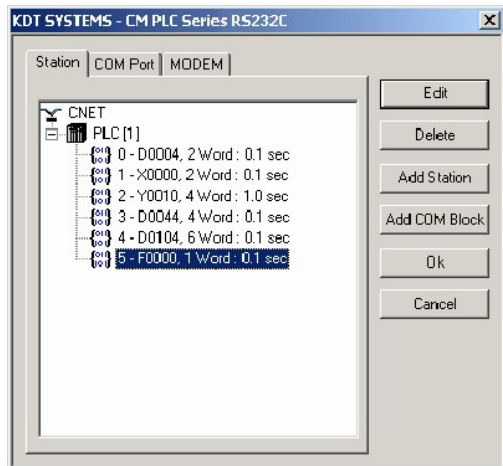 KDT SYSTEMS - CM PLC Series RS232C
Station COM Port MODEM
CNET
PLC [1]
0 - D0004, 2 Word : 0.1 sec
1 - X0000, 2 Word : 0.1 sec
2 - Y0010, 4 Word : 1.0 sec
3 - D0044, 4 Word : 0.1 sec
4 - D0104, 6 Word : 0.1 sec
5 - F0000, 1 Word : 0.1 sec
Edit
Delete
Add Station
Add COM Block
Ok
Cancel